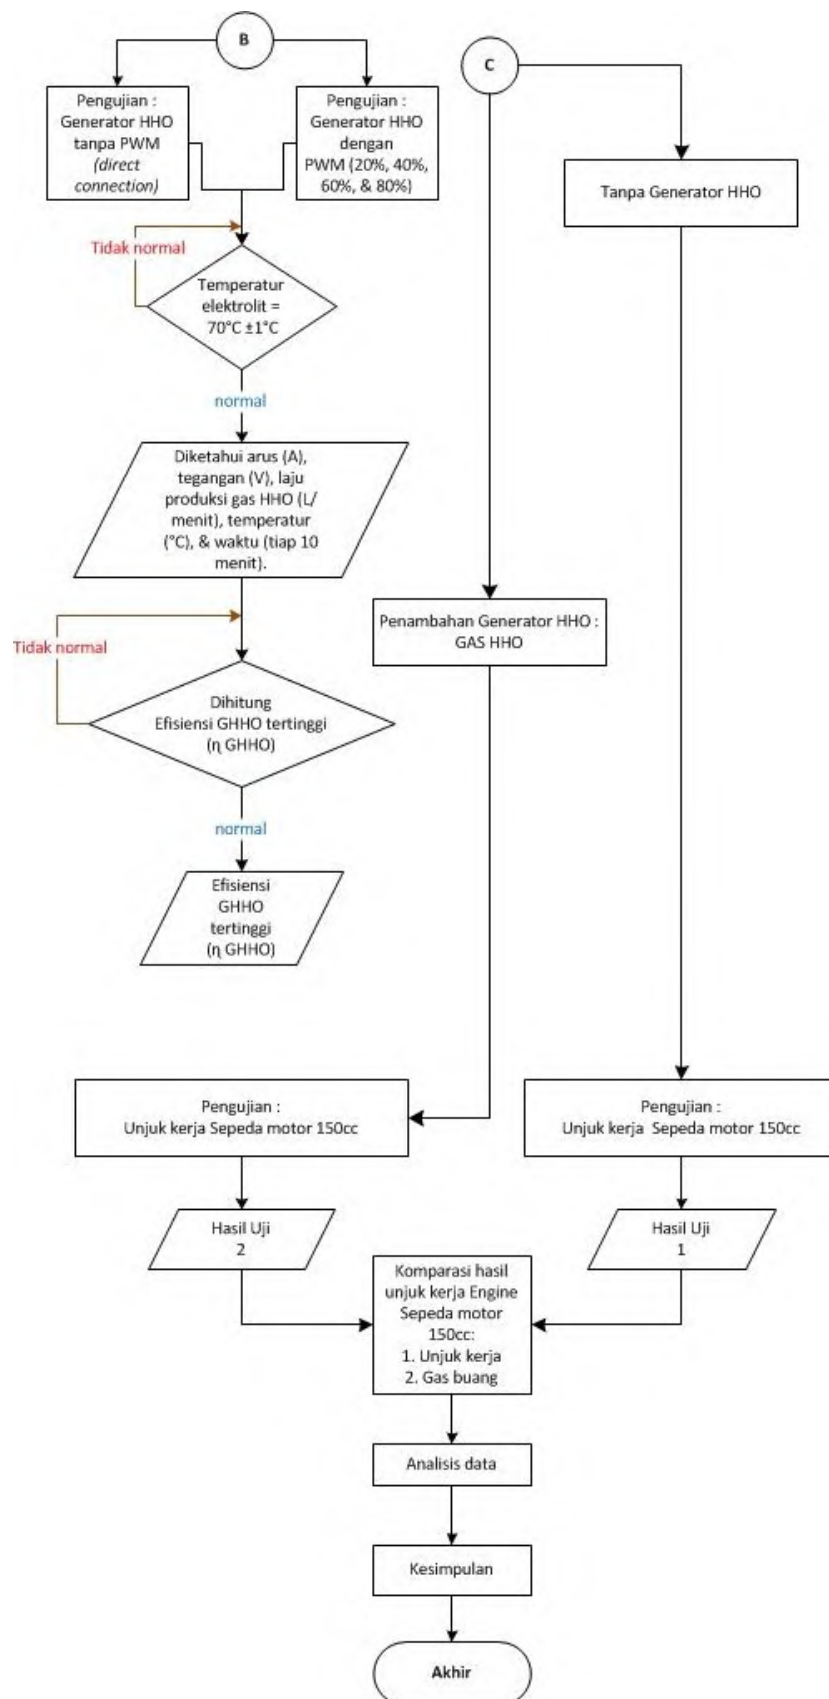 B
Pengujian :
Generator HHO
tanpa PWM
(direct
connection)
Pengujian :
Generator HHO
dengan
PWM (20%, 40%,
60%, & 80%)
Tidak normal
Temperatur
elektrolit =
70°C ±1°C
normal
Diketahui arus (A),
tegangan (V), laju
produksi gas HHO (L/
menit), temperatur
(°C), & waktu (tiap 10
menit).
Tidak normal
Dihitung
Efisiensi GHHO tertinggi
(η GHHO)
normal
Efisiensi
GHHO
tertinggi
(η GHHO)
C
Tanpa Generator HHO
Penambahan Generator HHO :
GAS HHO
Pengujian :
Unjuk kerja Sepeda motor 150cc
Pengujian :
Unjuk kerja  Sepeda motor 150cc
Hasil Uji
2
Hasil Uji
1
Komparasi hasil
unjuk kerja Engine
Sepeda motor
150cc:
1. Unjuk kerja
2. Gas buang
Analisis data
Kesimpulan
Akhir